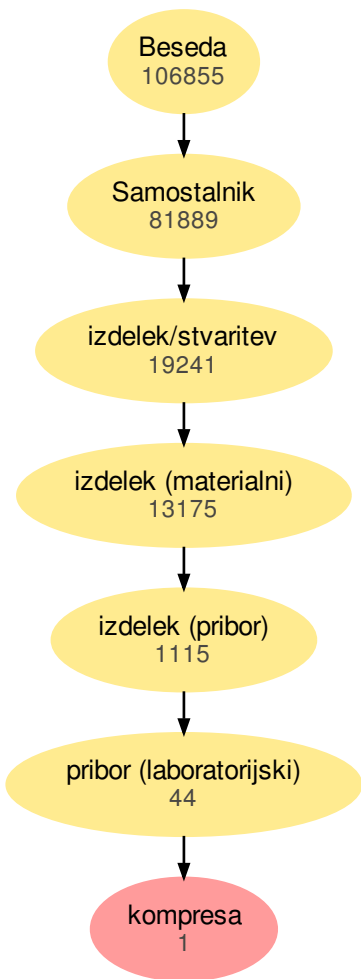 Beseda
106855
Samostalnik
81889
izdelek/stvaritev
19241
izdelek (materialni)
13175
izdelek (pribor)
1115
pribor (laboratorijski)
44
kompresa
1